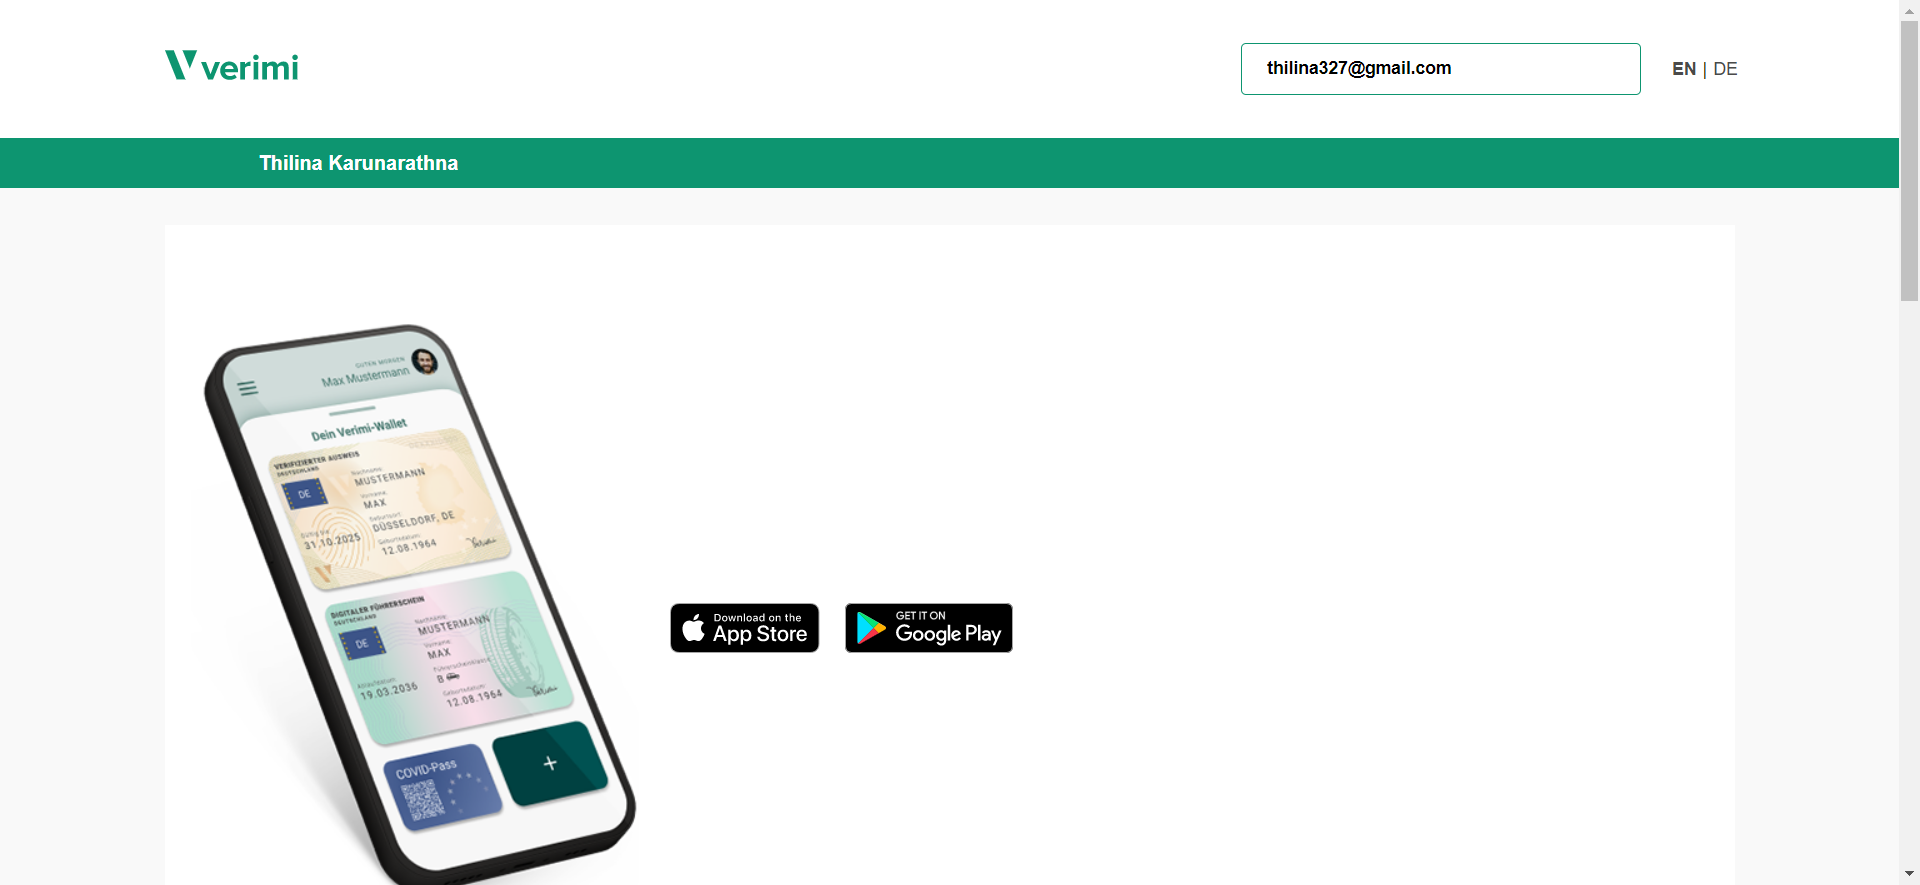 verimi
thilina327@gmail.com
EN | DE
Thilina Karunarathna
GUTEN MORGEN
Max Mustermann
Dein Verimi-Wallet
VERIFIZIERTER AUSWEIS
DEUTSCHLAND
DE
Nachname:
MUSTERMANN
Vorname:
MAX
Geburtsort:
DÜSSELDORF, DE
Gültig bis:
31.10.2025
Geburtsdatum:
12.08.1964
Verimi
DIGITALER FÜHRERSCHEIN
DEUTSCHLAND
DE
Nachname:
MUSTERMANN
Vorname:
MAX
Führerscheinklasse:
B
Ablaufdatum:
19.03.2036
Geburtsdatum:
12.08.1964
Verimi
COVID-Pass
+
Download on the
App Store
GET IT ON
Google Play